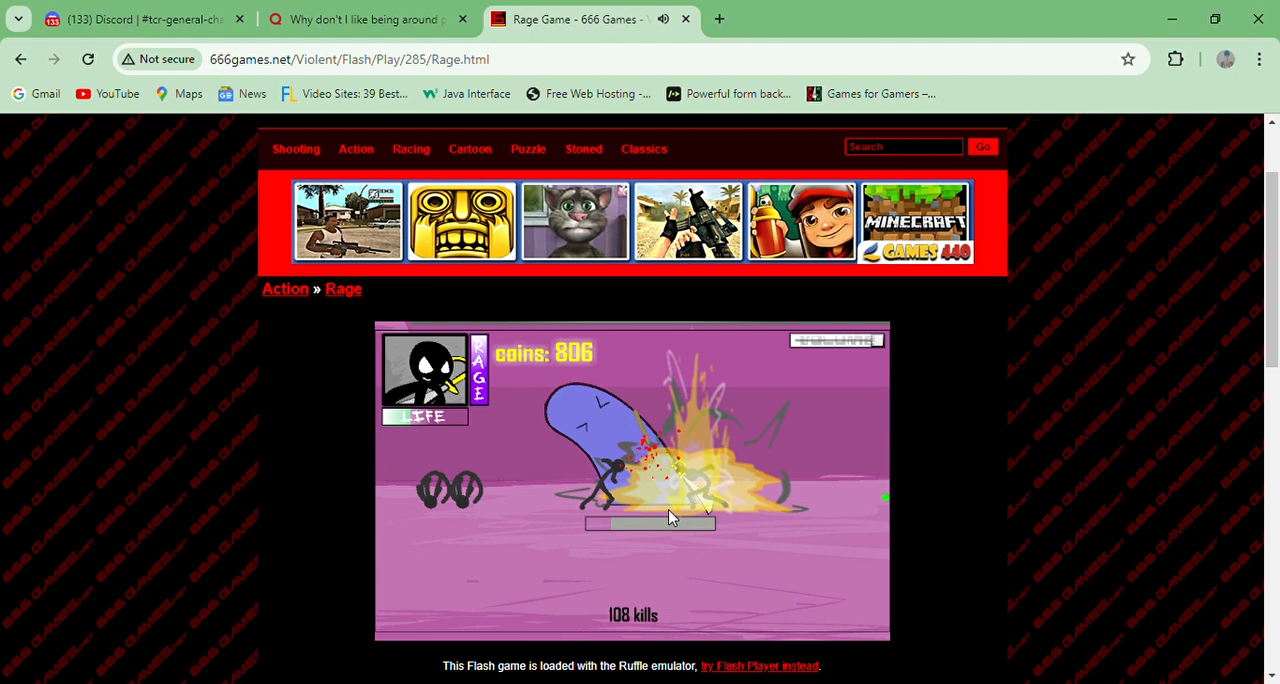 (133) Discord | #tcr-general-cha
Why don't I like being around p
Rage Game - 666 Games - V
Not secure
666games.net/Violent/Flash/Play/285/Rage.html
Gmail
YouTube
Maps
News
Video Sites: 39 Best...
Java Interface
Free Web Hosting -...
Powerful form back...
Games for Gamers –...
Shooting
Action
Racing
Cartoon
Puzzle
Stoned
Classics
Search
Go
MINECRAFT
GAMES 440
Action » Rage
RAGE
coins: 806
VOLUME
LIFE
108 kills
This Flash game is loaded with the Ruffle emulator, try Flash Player instead.